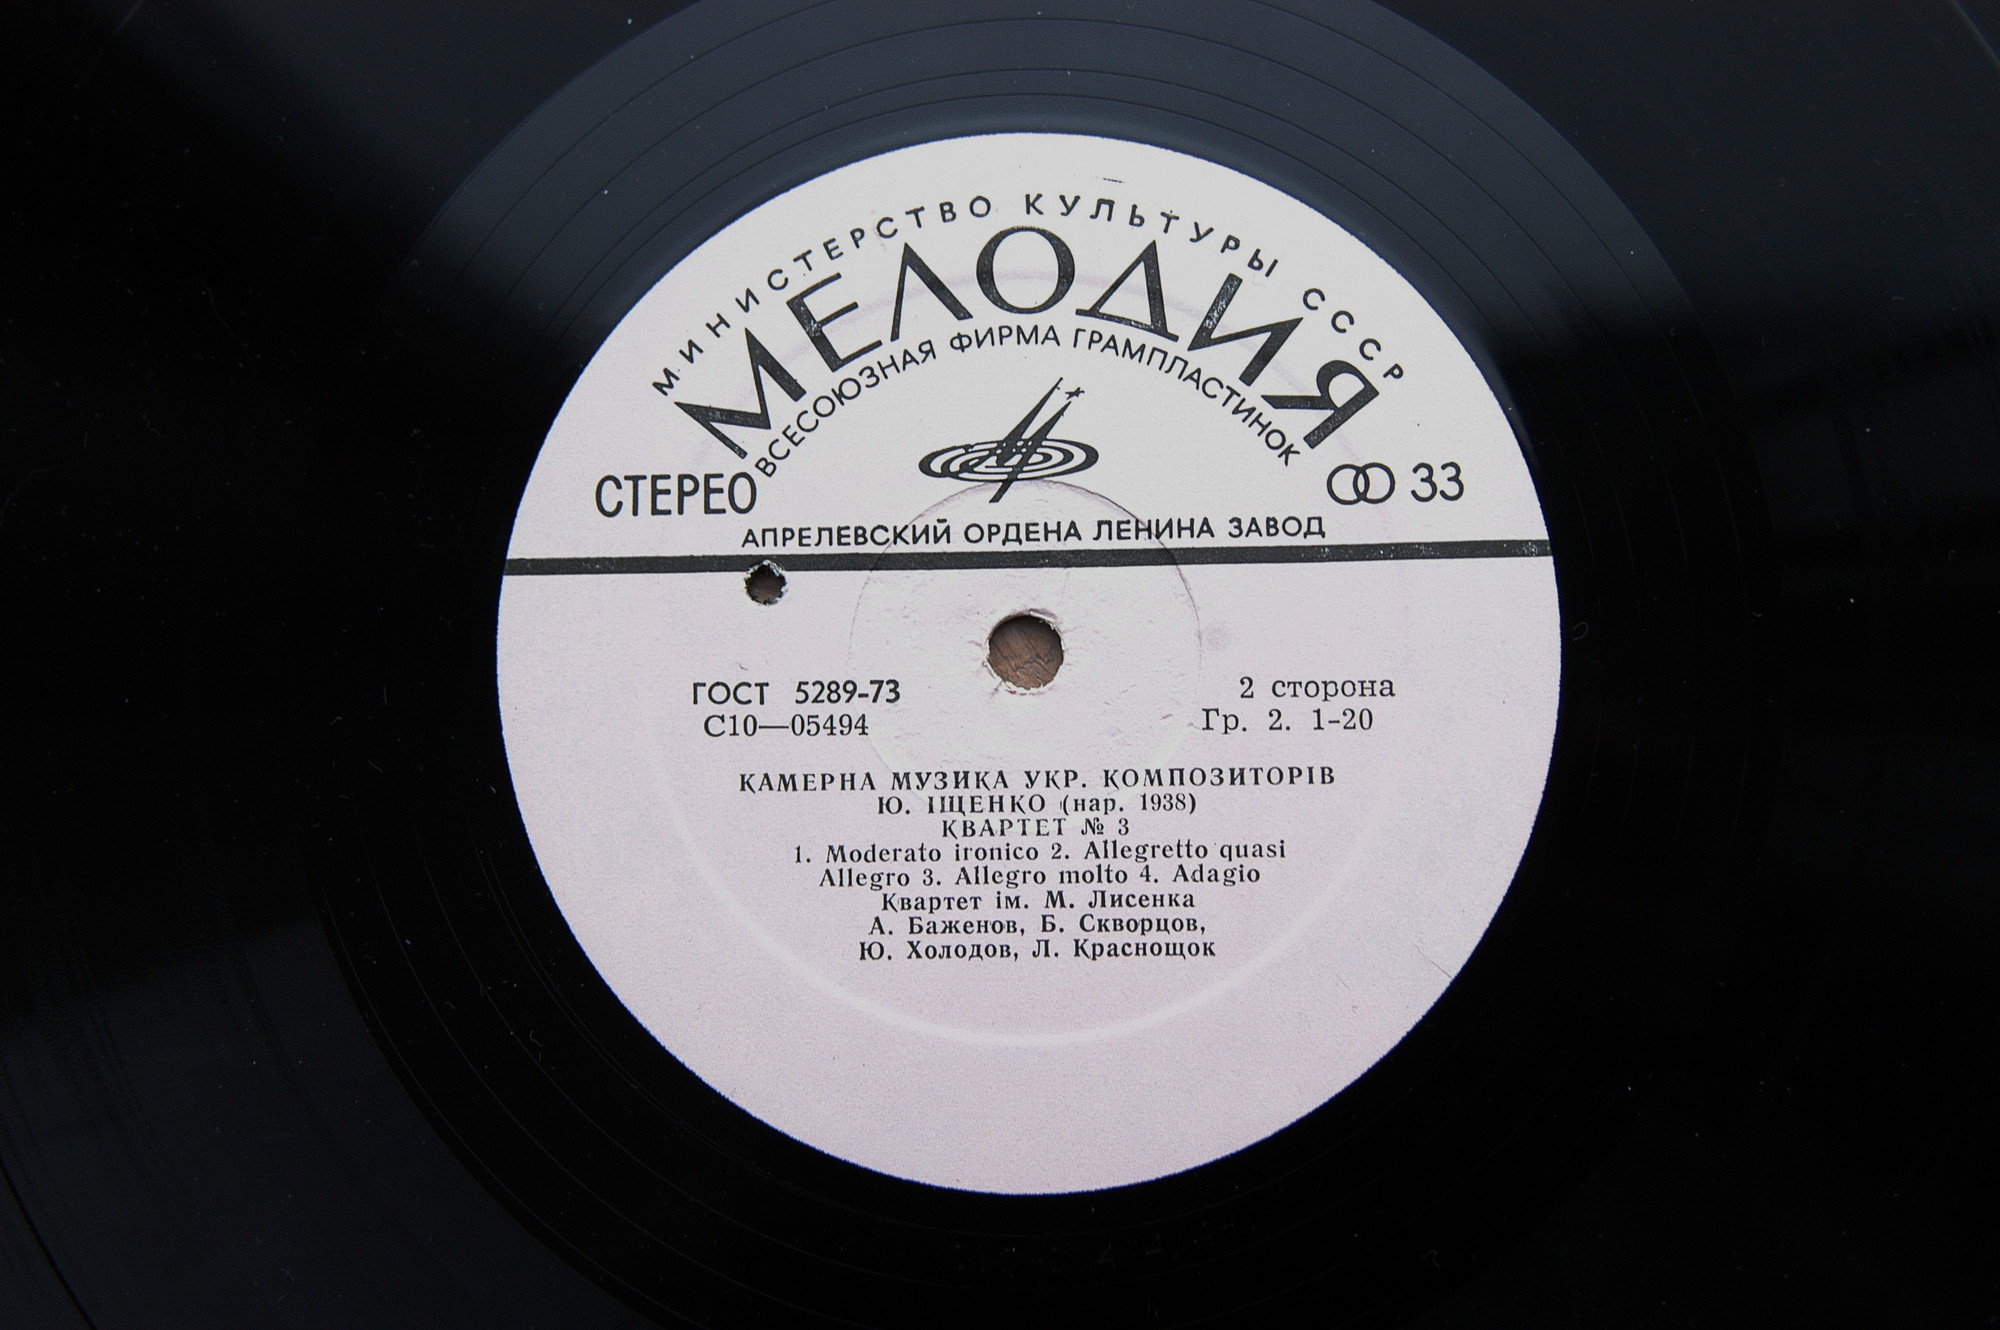 МИНИСТЕРСТВО КУЛЬТУРЫ СССР
МЕЛОДИЯ
ВСЕСОЮЗНАЯ ФИРМА ГРАМПЛАСТИНОК
СТЕРЕО
33
АПРЕЛЕВСКИЙ ОРДЕНА ЛЕНИНА ЗАВОД
ГОСТ 5289-73
2 сторона
С10—05494
Гр. 2. 1-20
КАМЕРНА МУЗИКА УКР. КОМПОЗИТОРІВ
Ю. ІЩЕНКО (нар. 1938)
КВАРТЕТ № 3
1. Moderato ironico 2. Allegretto quasi
Allegro 3. Allegro molto 4. Adagio
Квартет ім. М. Лисенка
А. Баженов, Б. Скворцов,
Ю. Холодов, Л. Краснощок